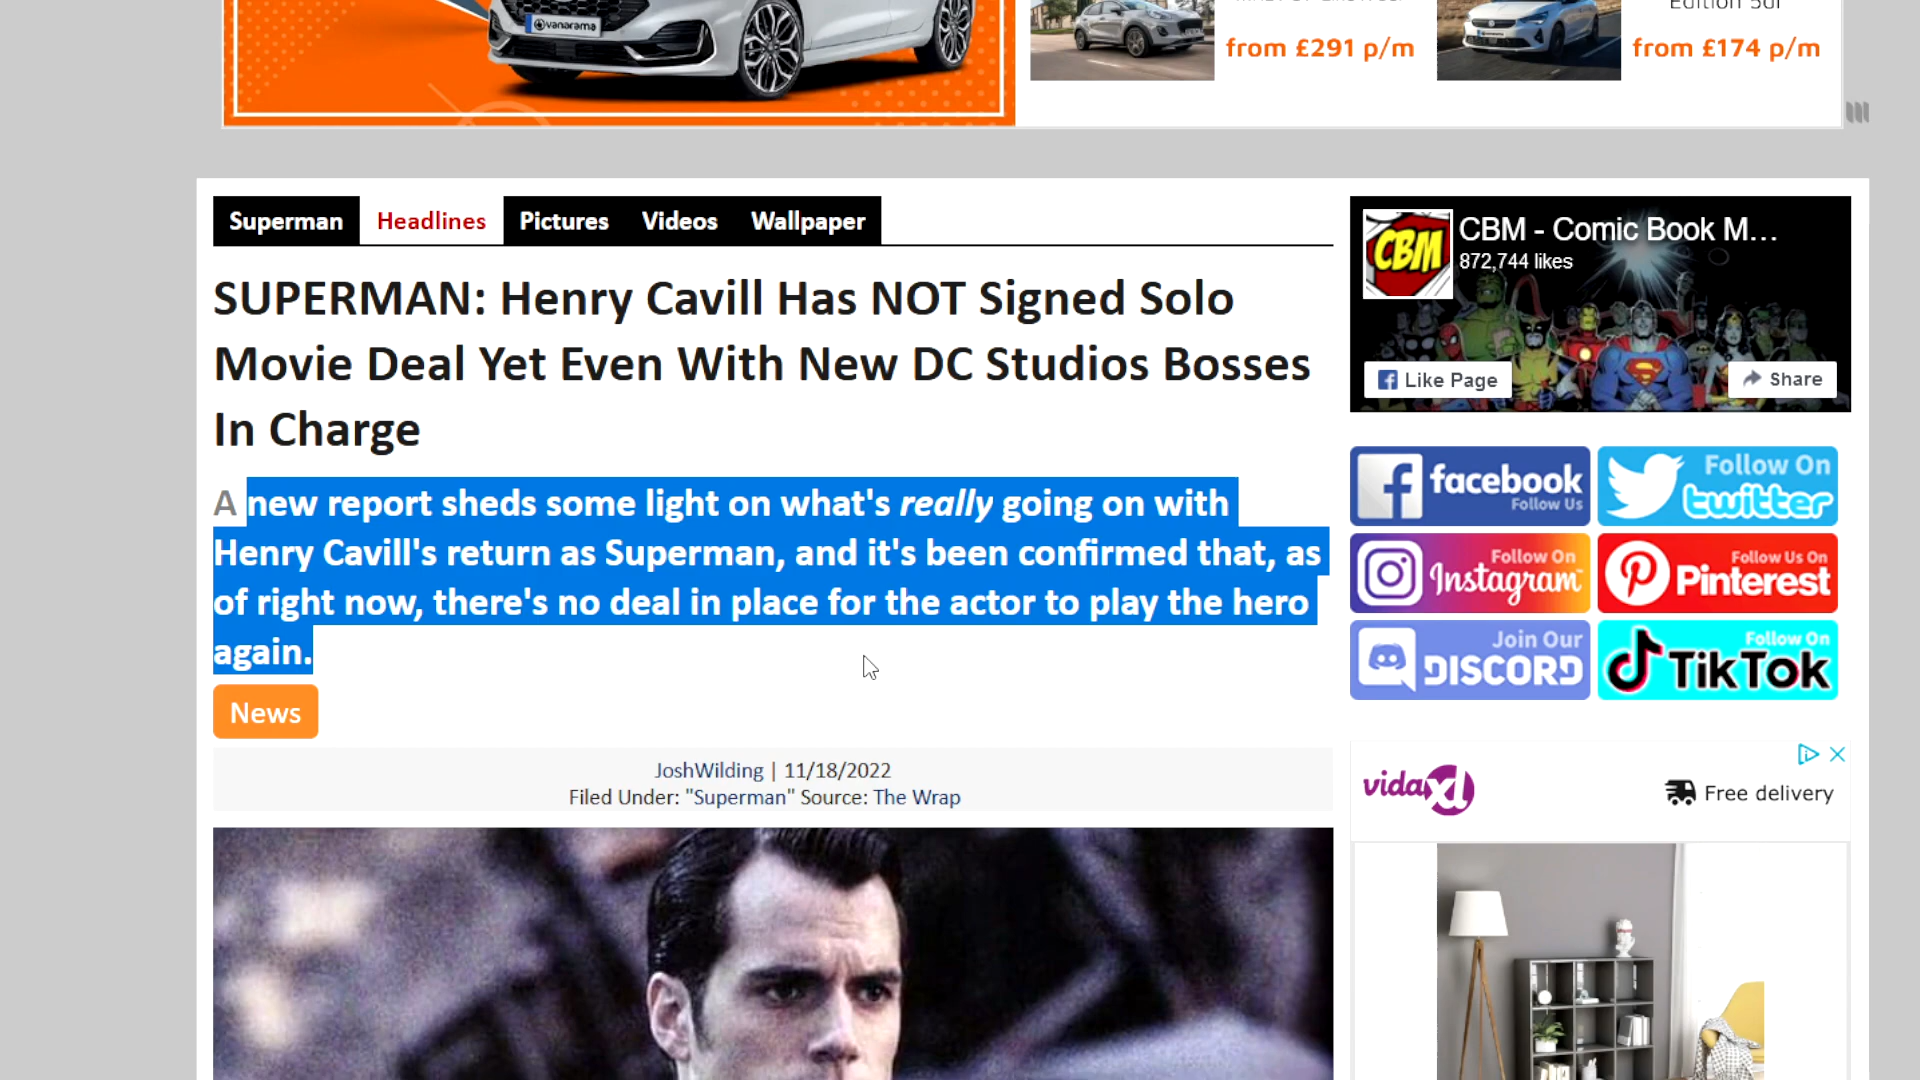 vanarama
from £291 p/m
Edition 5dr
from £174 p/m
Superman
Headlines
Pictures
Videos
Wallpaper
CBM
CBM - Comic Book M...
872,744 likes
Like Page
Share
SUPERMAN: Henry Cavill Has NOT Signed Solo
Movie Deal Yet Even With New DC Studios Bosses
In Charge
A new report sheds some light on what's really going on with
Henry Cavill's return as Superman, and it's been confirmed that, as
of right now, there's no deal in place for the actor to play the hero
again.
News
JoshWilding | 11/18/2022
Filed Under: "Superman" Source: The Wrap
facebook
Follow Us
Follow On
twitter
Follow On
Instagram
Follow Us On
Pinterest
Join Our
DISCORD
Follow On
TikTok
vidaXL
Free delivery